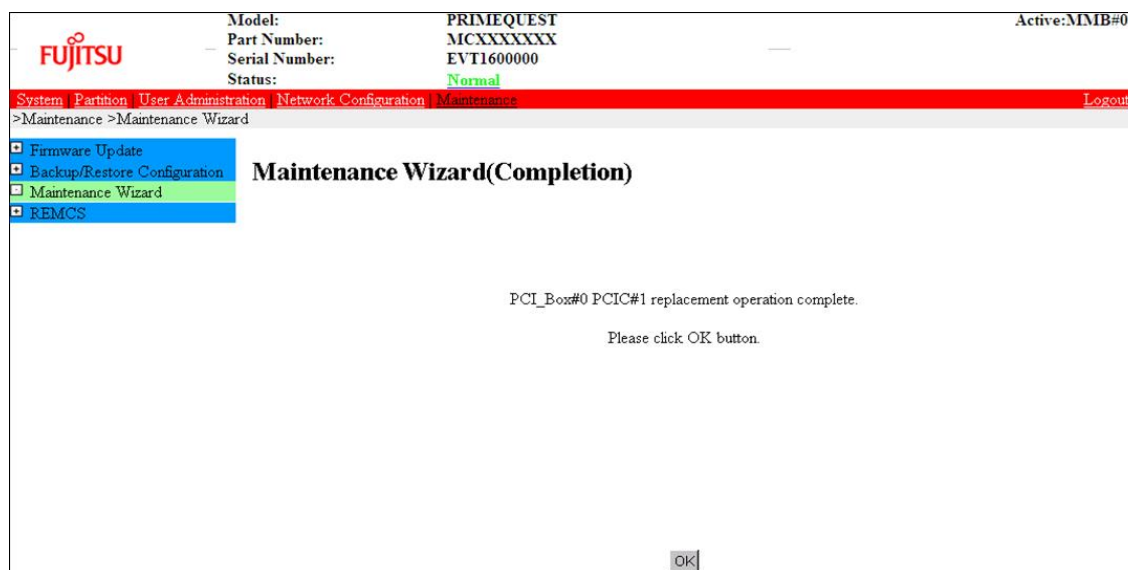 FUJITSU
Model: PRIMEQUEST Active:MMB#0
Part Number: MCXXXXXXX
Serial Number: EVT1600000
Status: Normal
System | Partition | User Administration | Network Configuration | Maintenance Logout
>Maintenance >Maintenance Wizard
Firmware Update
Backup/Restore Configuration
Maintenance Wizard
REMCS
Maintenance Wizard(Completion)
PCI_Box#0 PCIC#1 replacement operation complete.
Please click OK button.
OK